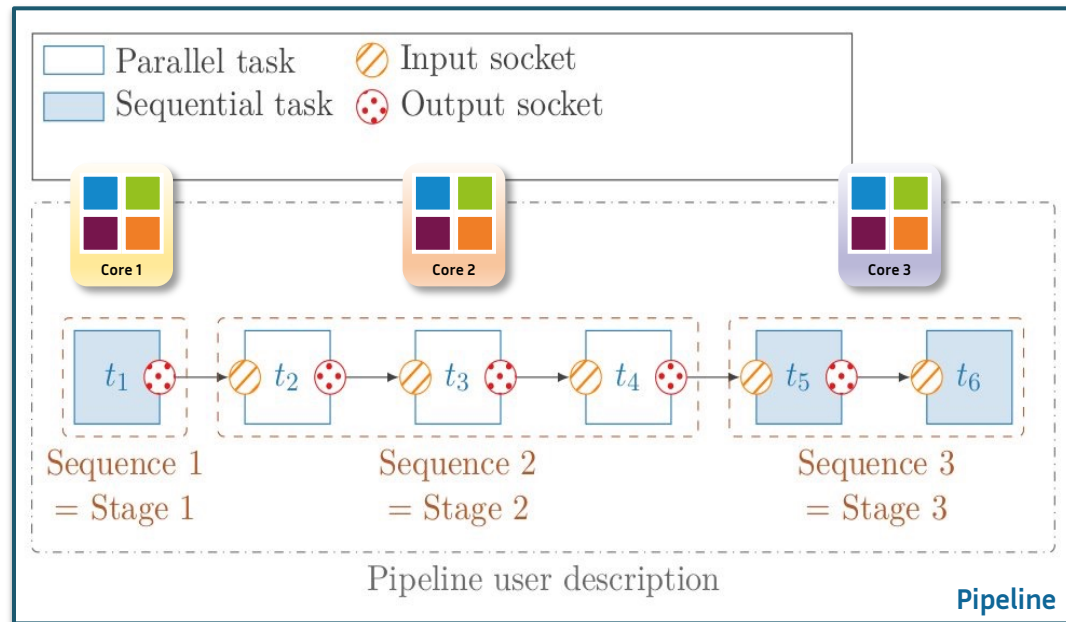 Parallel task
Input socket
Sequential task
Output socket
Core 1
Core 2
Core 3
t₁
t₂
t₃
t₄
t₅
t₆
Sequence 1
= Stage 1
Sequence 2
= Stage 2
Sequence 3
= Stage 3
Pipeline user description
Pipeline